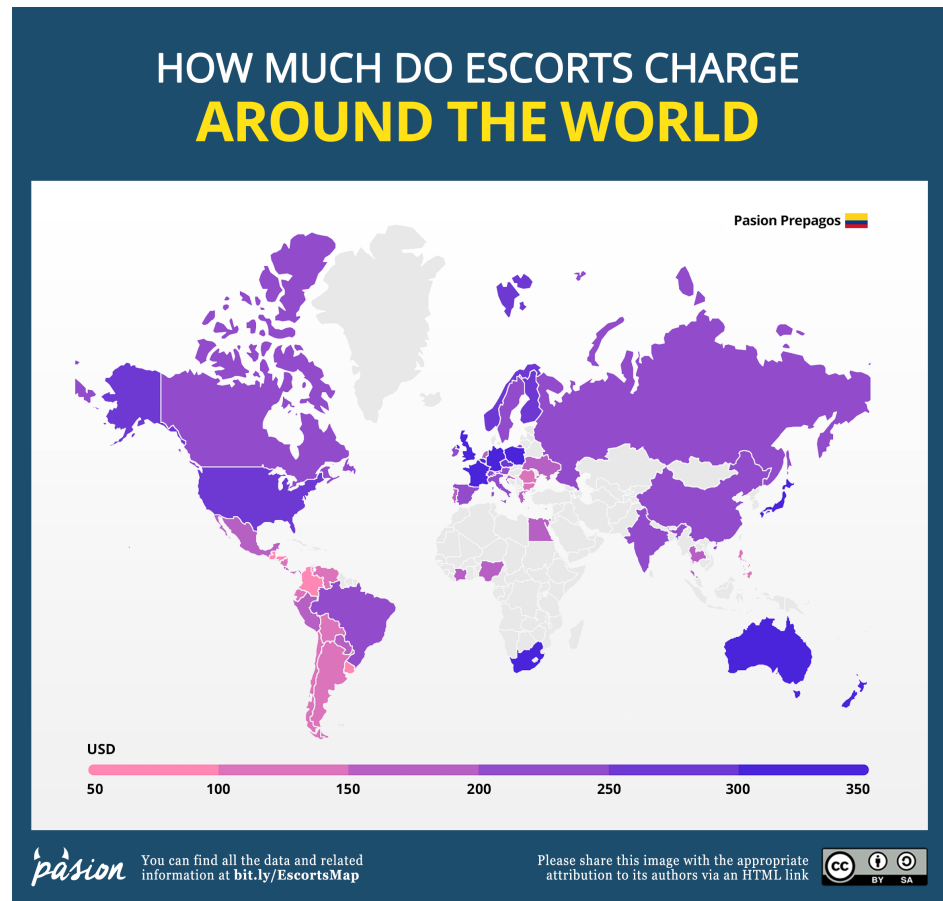 HOW MUCH DO ESCORTS CHARGE
AROUND THE WORLD
Pasion Prepagos
USD
50 100 150 200 250 300 350
pasion
You can find all the data and related
information at bit.ly/EscortsMap
Please share this image with the appropriate
attribution to its authors via an HTML link
cc
BY SA